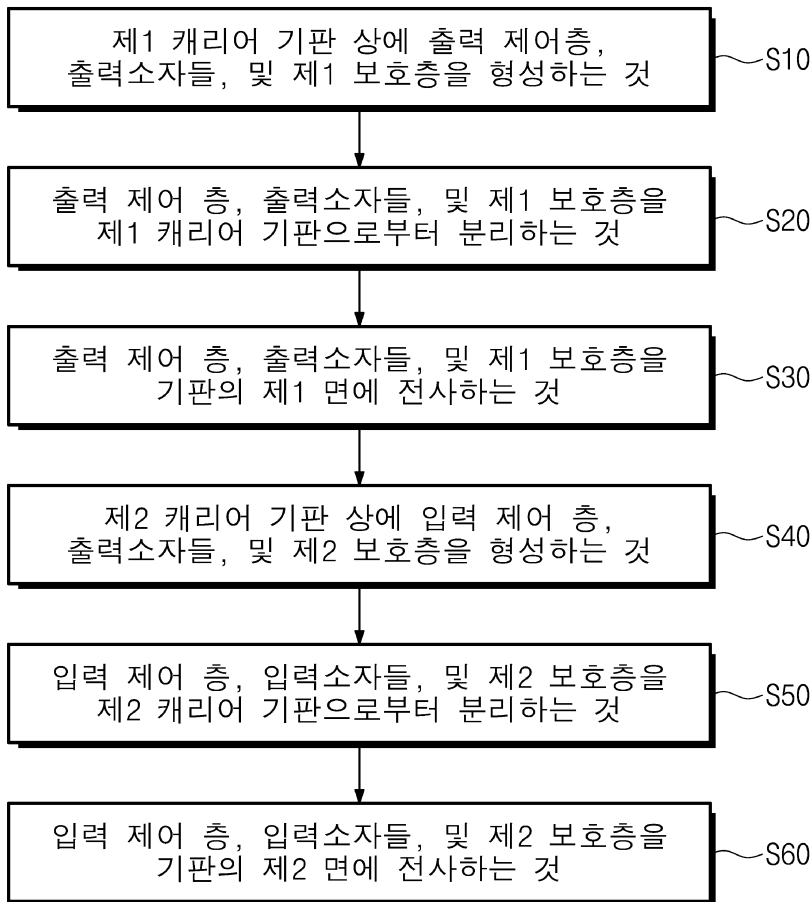 제1 캐리어 기판 상에 출력 제어층,
출력소자들, 및 제1 보호층을 형성하는 것
S10
출력 제어 층, 출력소자들, 및 제1 보호층을
제1 캐리어 기판으로부터 분리하는 것
S20
출력 제어 층, 출력소자들, 및 제1 보호층을
기판의 제1 면에 전사하는 것
S30
제2 캐리어 기판 상에 입력 제어 층,
출력소자들, 및 제2 보호층을 형성하는 것
S40
입력 제어 층, 입력소자들, 및 제2 보호층을
제2 캐리어 기판으로부터 분리하는 것
S50
입력 제어 층, 입력소자들, 및 제2 보호층을
기판의 제2 면에 전사하는 것
S60